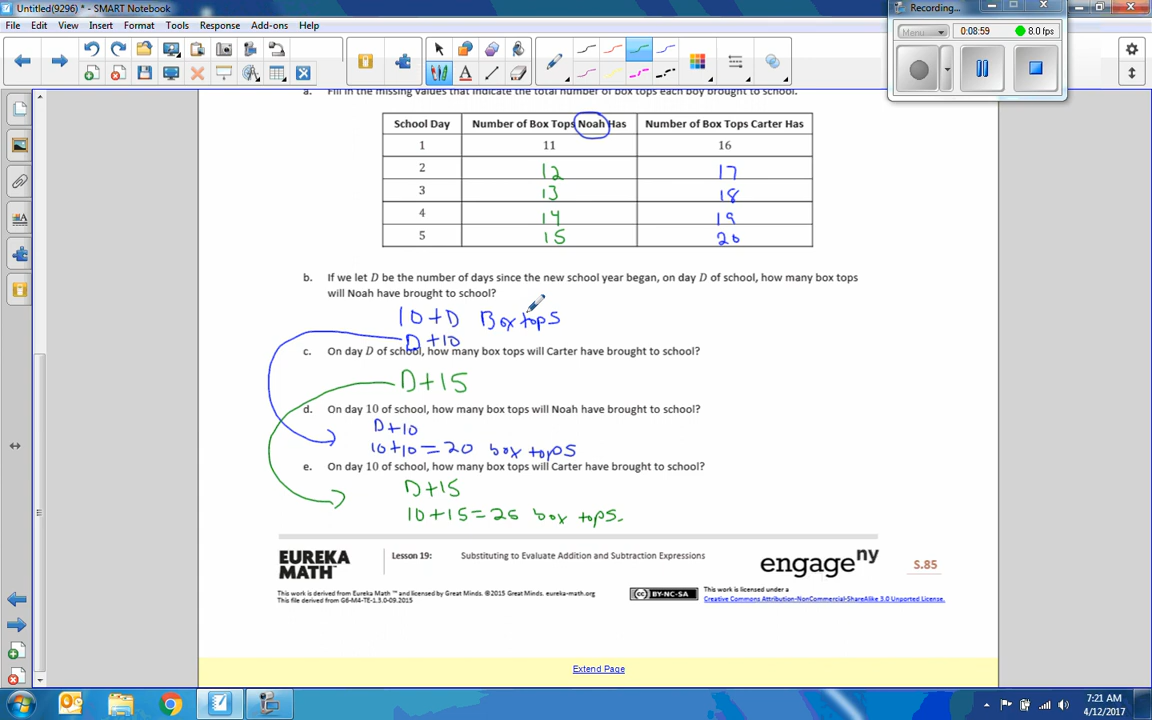 Untitled(9296) * - SMART Notebook
Recording...
File Edit View Insert Format Tools Response Add-ons Help
Menu 0:08:59 8.0 fps
a. Fill in the missing values that indicate the total number of box tops each boy brought to school.
School Day Number of Box Tops Noah Has Number of Box Tops Carter Has
1 11 16
2 12 17
3 13 18
4 14 19
5 15 20
b. If we let D be the number of days since the new school year began, on day D of school, how many box tops
will Noah have brought to school?
10+D Box tops
D+10
c. On day D of school, how many box tops will Carter have brought to school?
D+15
d. On day 10 of school, how many box tops will Noah have brought to school?
D+10
10+10=20 box tops
e. On day 10 of school, how many box tops will Carter have brought to school?
D+15
10+15=25 box tops.
EUREKA MATH Lesson 19: Substituting to Evaluate Addition and Subtraction Expressions engageny S.85
This work is derived from Eureka Math ™ and licensed by Great Minds. ©2015 Great Minds. eureka-math.org
This file derived from G6-M4-TE-1.3.0-09.2015
(cc) BY-NC-SA
This work is licensed under a
Creative Commons Attribution-NonCommercial-ShareAlike 3.0 Unported License.
Extend Page
7:21 AM
4/12/2017